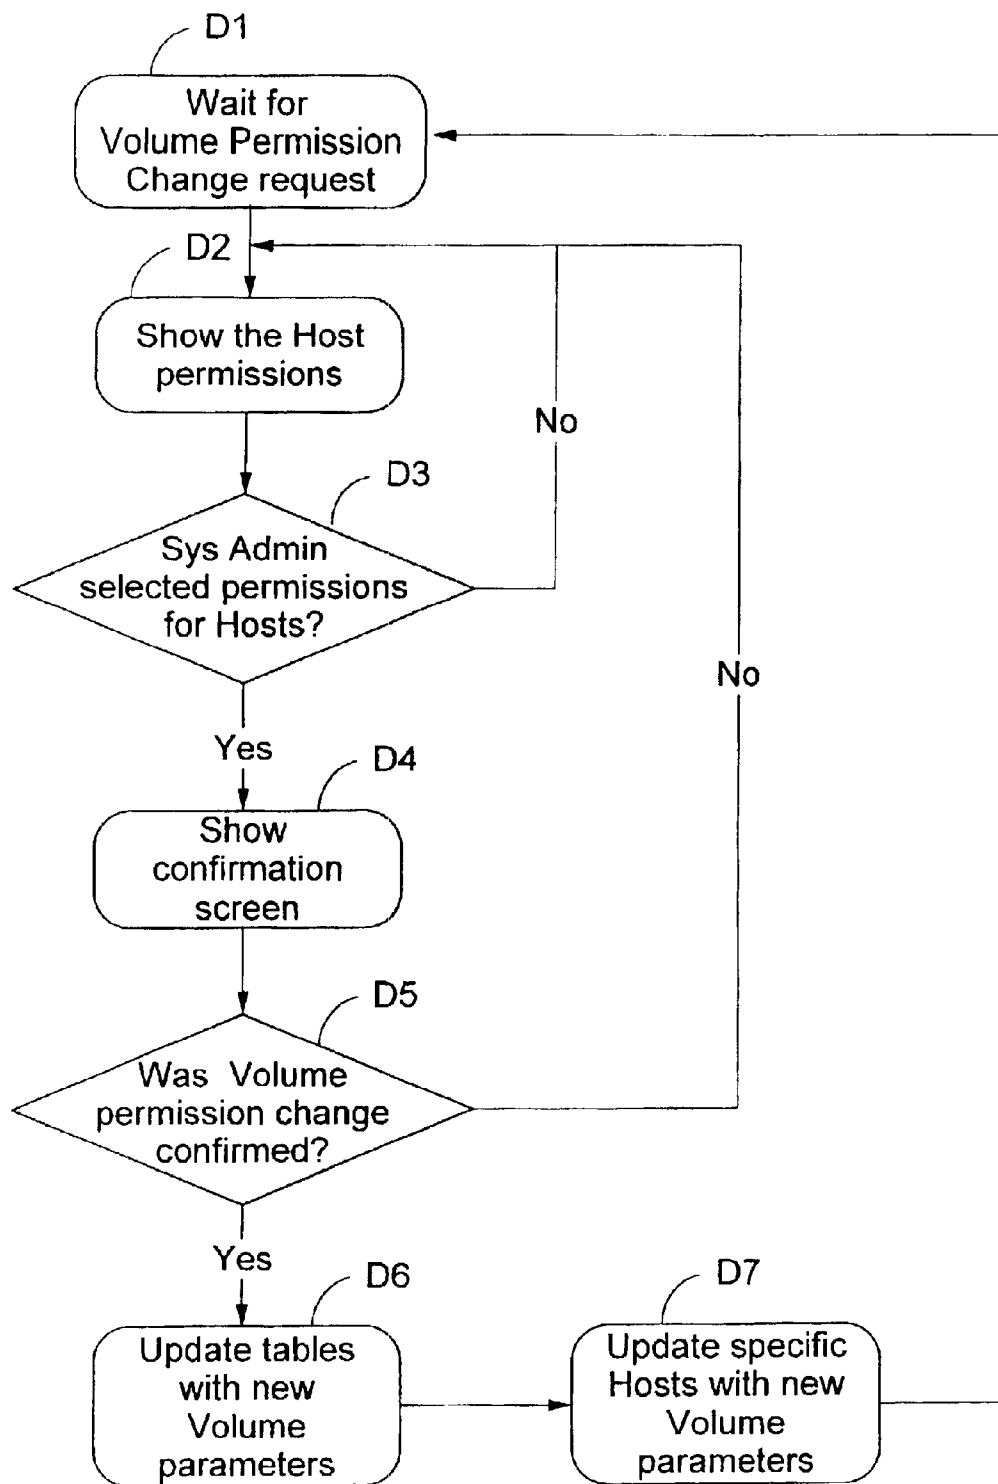 D1
Wait for
Volume Permission
Change request
D2
Show the Host
permissions
No
D3
Sys Admin
selected permissions
for Hosts?
No
Yes
D4
Show
confirmation
screen
D5
Was Volume
permission change
confirmed?
Yes
D6
Update tables
with new
Volume
parameters
D7
Update specific
Hosts with new
Volume
parameters